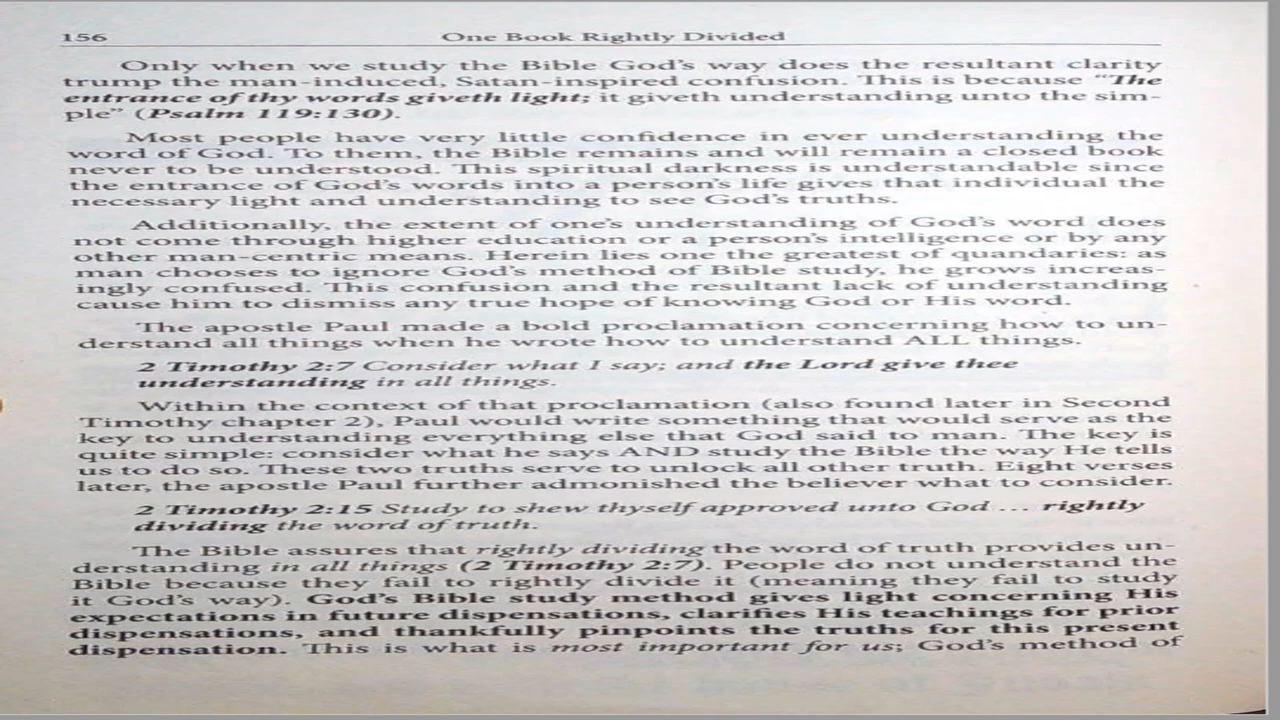 156
One Book Rightly Divided
Only when we study the Bible God's way does the resultant clarity
trump the man-induced, Satan-inspired confusion. This is because "The
entrance of thy words giveth light; it giveth understanding unto the sim-
ple" (Psalm 119:130).
Most people have very little confidence in ever understanding the
word of God. To them, the Bible remains and will remain a closed book
never to be understood. This spiritual darkness is understandable since
the entrance of God's words into a person's life gives that individual the
necessary light and understanding to see God's truths.
Additionally, the extent of one's understanding of God's word does
not come through higher education or a person's intelligence or by any
other man-centric means. Herein lies one the greatest of quandaries: as
man chooses to ignore God's method of Bible study, he grows increas-
ingly confused. This confusion and the resultant lack of understanding
cause him to dismiss any true hope of knowing God or His word.
The apostle Paul made a bold proclamation concerning how to un-
derstand all things when he wrote how to understand ALL things.
2 Timothy 2:7 Consider what I say; and the Lord give thee
understanding in all things.
Within the context of that proclamation (also found later in Second
Timothy chapter 2), Paul would write something that would serve as the
key to understanding everything else that God said to man. The key is
quite simple: consider what he says AND study the Bible the way He tells
us to do so. These two truths serve to unlock all other truth. Eight verses
later, the apostle Paul further admonished the believer what to consider.
2 Timothy 2:15 Study to shew thyself approved unto God ... rightly
dividing the word of truth.
The Bible assures that rightly dividing the word of truth provides un-
derstanding in all things (2 Timothy 2:7). People do not understand the
Bible because they fail to rightly divide it (meaning they fail to study
it God's way). God's Bible study method gives light concerning His
expectations in future dispensations, clarifies His teachings for prior
dispensations, and thankfully pinpoints the truths for this present
dispensation. This is what is most important for us; God's method of